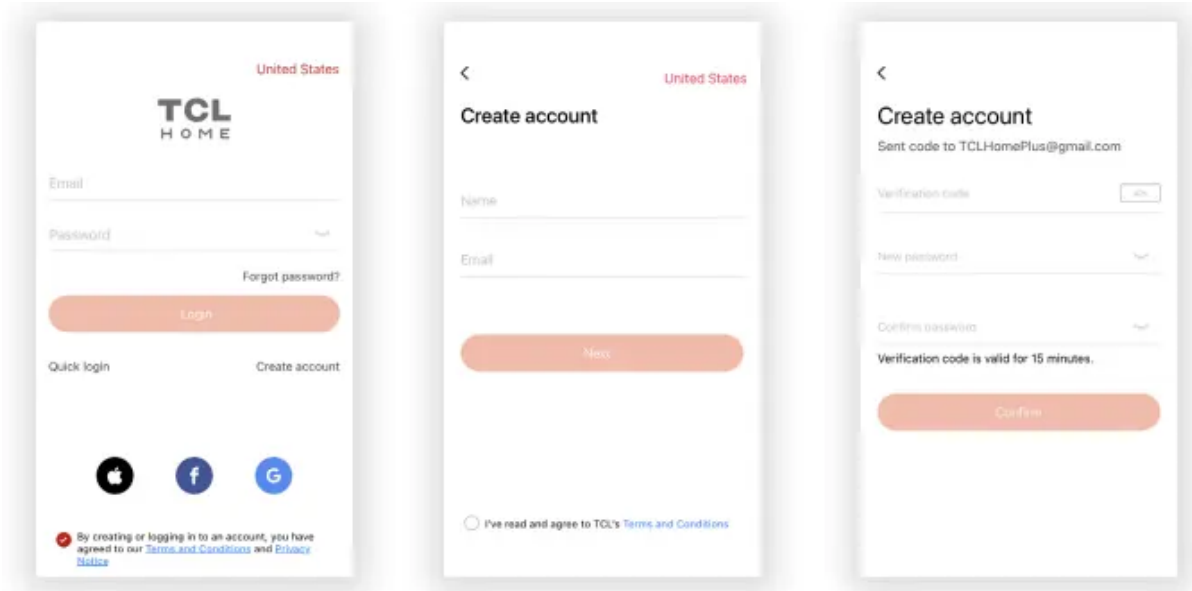 United States
TCL
HOME
Email
Password
Forgot password?
Login
Quick login
Create account
By creating or logging in to an account, you have
agreed to our Terms and Conditions and Privacy
Notice
United States
Create account
Name
Email
Next
I've read and agree to TCL's Terms and Conditions
Create account
Sent code to TCLHomePlus@gmail.com
Verification code
New password
Confirm password
Verification code is valid for 15 minutes.
Confirm